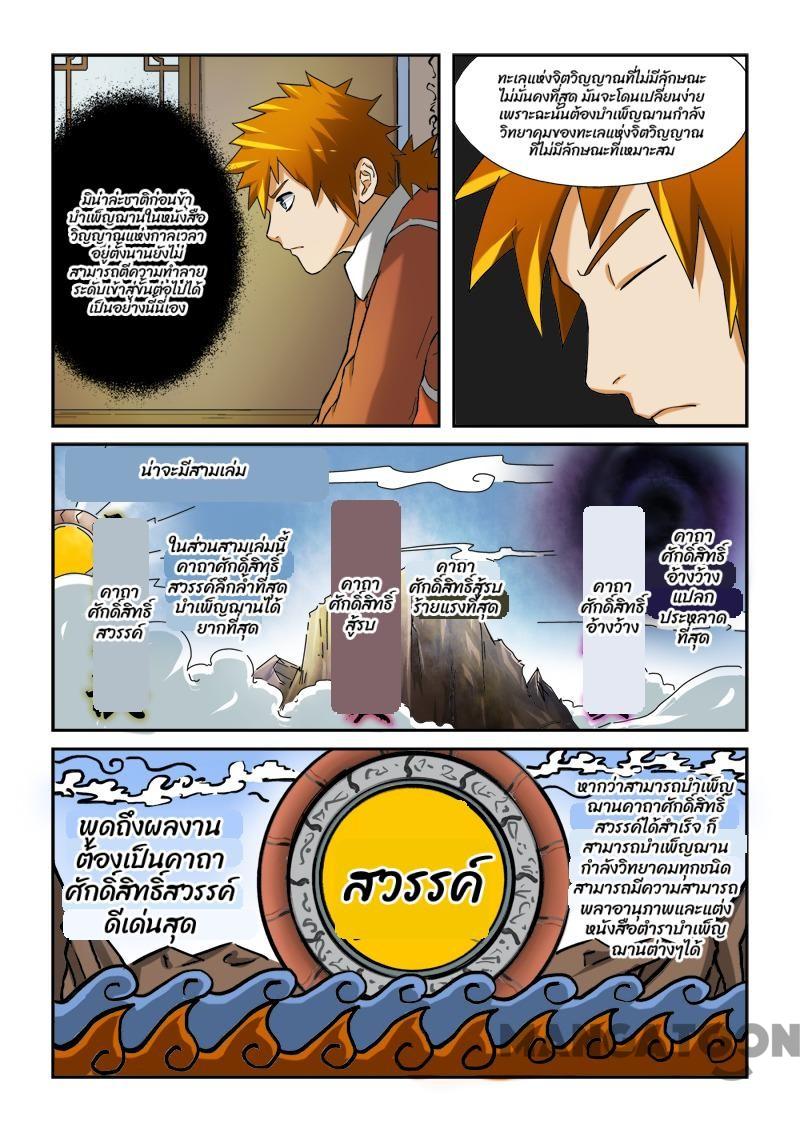 มิน่าล่ะชาติก่อนข้า
บำเพ็ญฌานในหนังสือ
วิญญาณแห่งกาลเวลา
อยู่ตั้งนานยังไม่
สามารถตีความทำลาย
ระดับเข้าสู่ขั้นต่อไปได้
เป็นอย่างนี้นี่เอง
ทะเลแห่งจิตวิญญาณที่ไม่มีลักษณะ
ไม่มั่นคงที่สุด มันจะโดนเปลี่ยนง่าย
เพราะฉะนั้นต้องบำเพ็ญฌานกำลัง
วิทยาคมของทะเลแห่งจิตวิญญาณ
ที่ไม่มีลักษณะที่เหมาะสม
น่าจะมีสามเล่ม
คาถา
ศักดิ์สิทธิ์
สวรรค์
ในส่วนสามเล่มนี้
คาถาศักดิ์สิทธิ์
สวรรค์ลึกล้ำที่สุด
บำเพ็ญฌานได้
ยากที่สุด
คาถา
ศักดิ์สิทธิ์
สู้รบ
คาถา
ศักดิ์สิทธิ์สู้รบ
ร้ายแรงที่สุด
คาถา
ศักดิ์สิทธิ์
อ้างว้าง
คาถา
ศักดิ์สิทธิ์
อ้างว้าง
แปลก
ประหลาด
ที่สุด
พูดถึงผลงาน
ต้องเป็นคาถา
ศักดิ์สิทธิ์สวรรค์
ดีเด่นสุด
สวรรค์
หากว่าสามารถบำเพ็ญ
ฌานคาถาศักดิ์สิทธิ์
สวรรค์ได้สำเร็จ ก็
สามารถบำเพ็ญฌาน
กำลังวิทยาคมทุกชนิด
สามารถมีความสามารถ
พลาอานุภาพและแต่ง
หนังสือตำราบำเพ็ญ
ฌานต่างๆได้
MANGATOON